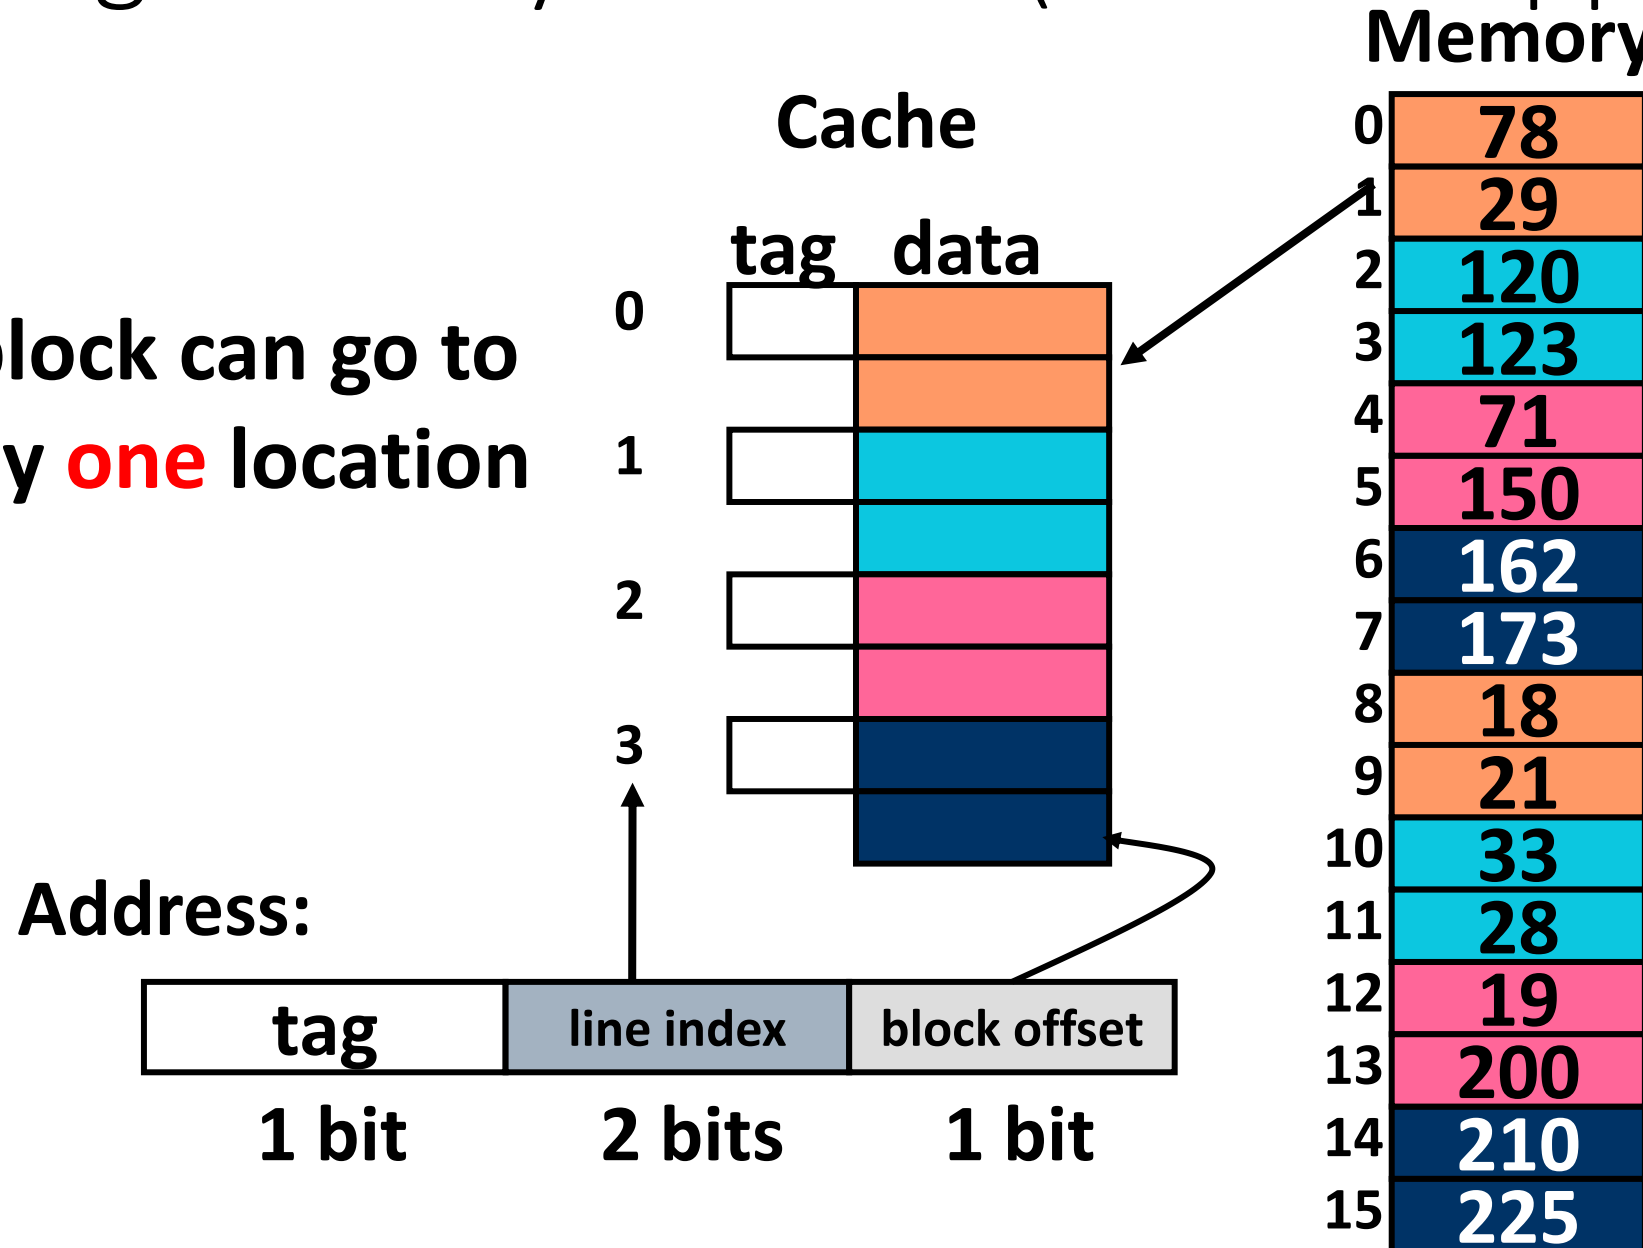 Memory
Cache
tag data
0
1
2
3
block can go to
one location
Address:
tag line index block offset
1 bit 2 bits 1 bit
0 78
1 29
2 120
3 123
4 71
5 150
6 162
7 173
8 18
9 21
10 33
11 28
12 19
13 200
14 210
15 225